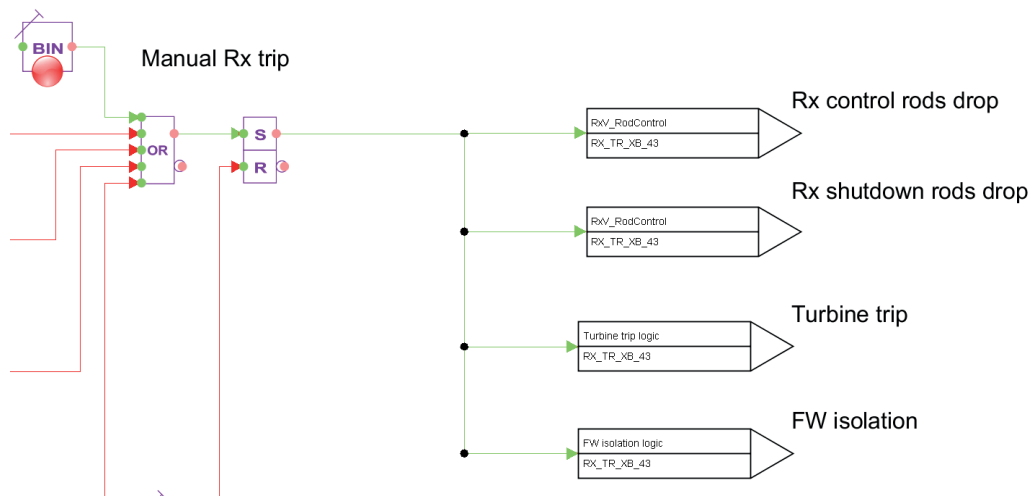 BIN
Manual Rx trip
OR
S
R
RxV_RodControl
RX_TR_XB_43
Rx control rods drop
RxV_RodControl
RX_TR_XB_43
Rx shutdown rods drop
Turbine trip logic
RX_TR_XB_43
Turbine trip
FW isolation logic
RX_TR_XB_43
FW isolation